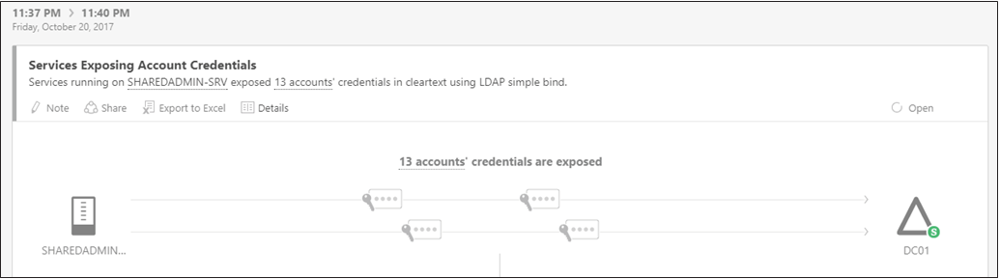 11:37 PM > 11:40 PM
Friday, October 20, 2017
Services Exposing Account Credentials
Services running on SHAREDADMIN-SRV exposed 13 accounts' credentials in cleartext using LDAP simple bind.
Note Share Export to Excel Details Open
13 accounts' credentials are exposed
SHAREDADMIN... DC01
S